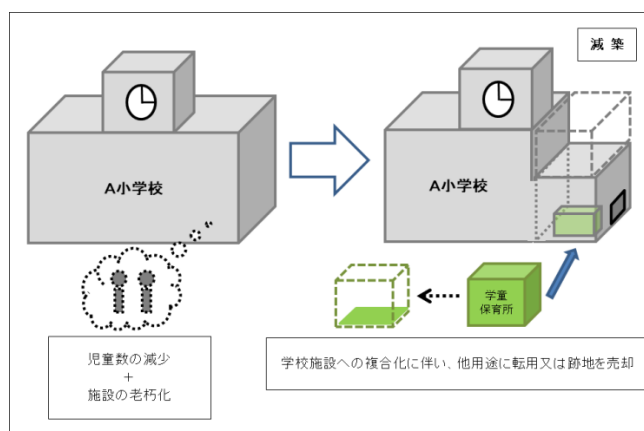 減築
A小学校
A小学校
学童
保育所
児童数の減少
+
施設の老朽化
学校施設への複合化に伴い、他用途に転用又は跡地を売却